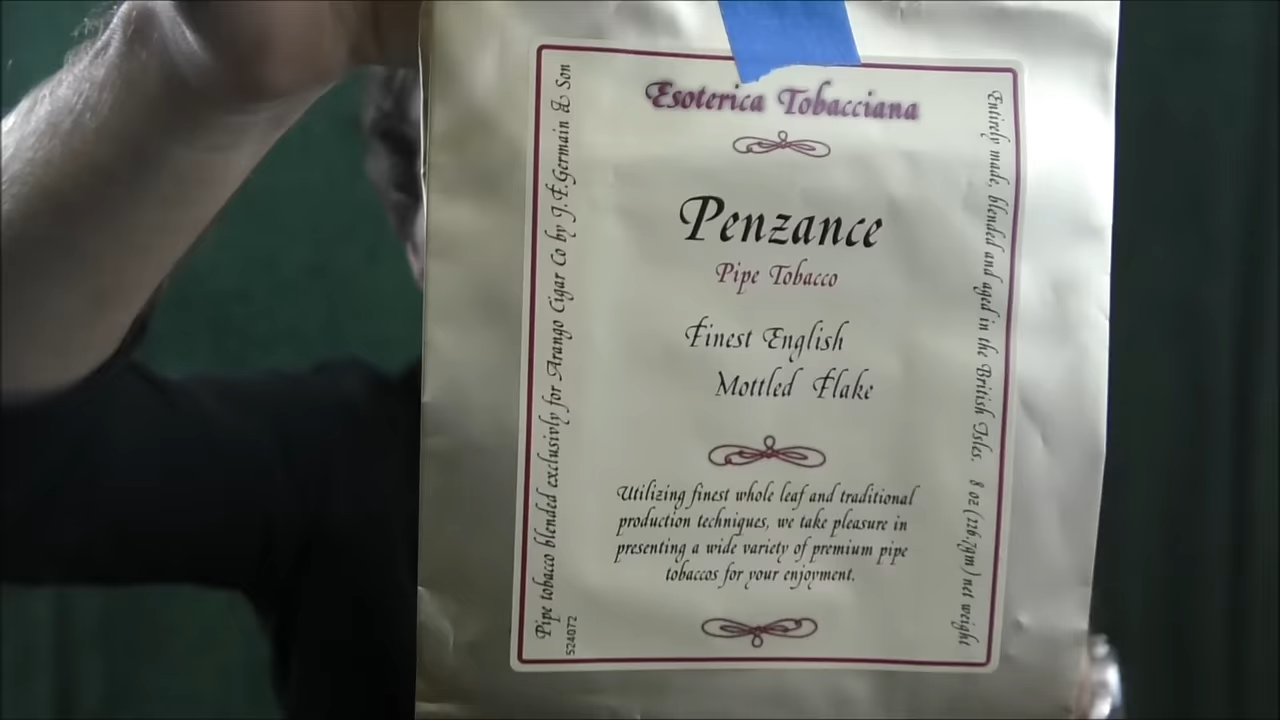 Esoterica Tobacciana
Penzance
Pipe Tobacco
Finest English
Mottled Flake
Utilizing finest whole leaf and traditional
production techniques, we take pleasure in
presenting a wide variety of premium pipe
tobaccos for your enjoyment.
Pipe tobacco blended exclusivly for Arango Cigar Co by J.F.Germain & Son
524072
Entirely made, blended and aged in the British Isles. 8 oz (226,7gm) net weight